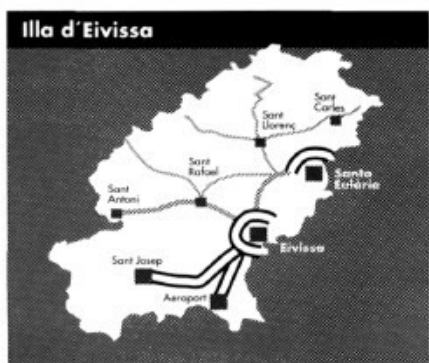 Illa d'Eivissa
Sant
Carles
Sant
Llorenç
Sant
Rafael
Santa
Eulària
Sant
Antoni
Eivissa
Sant Josep
Aeroport